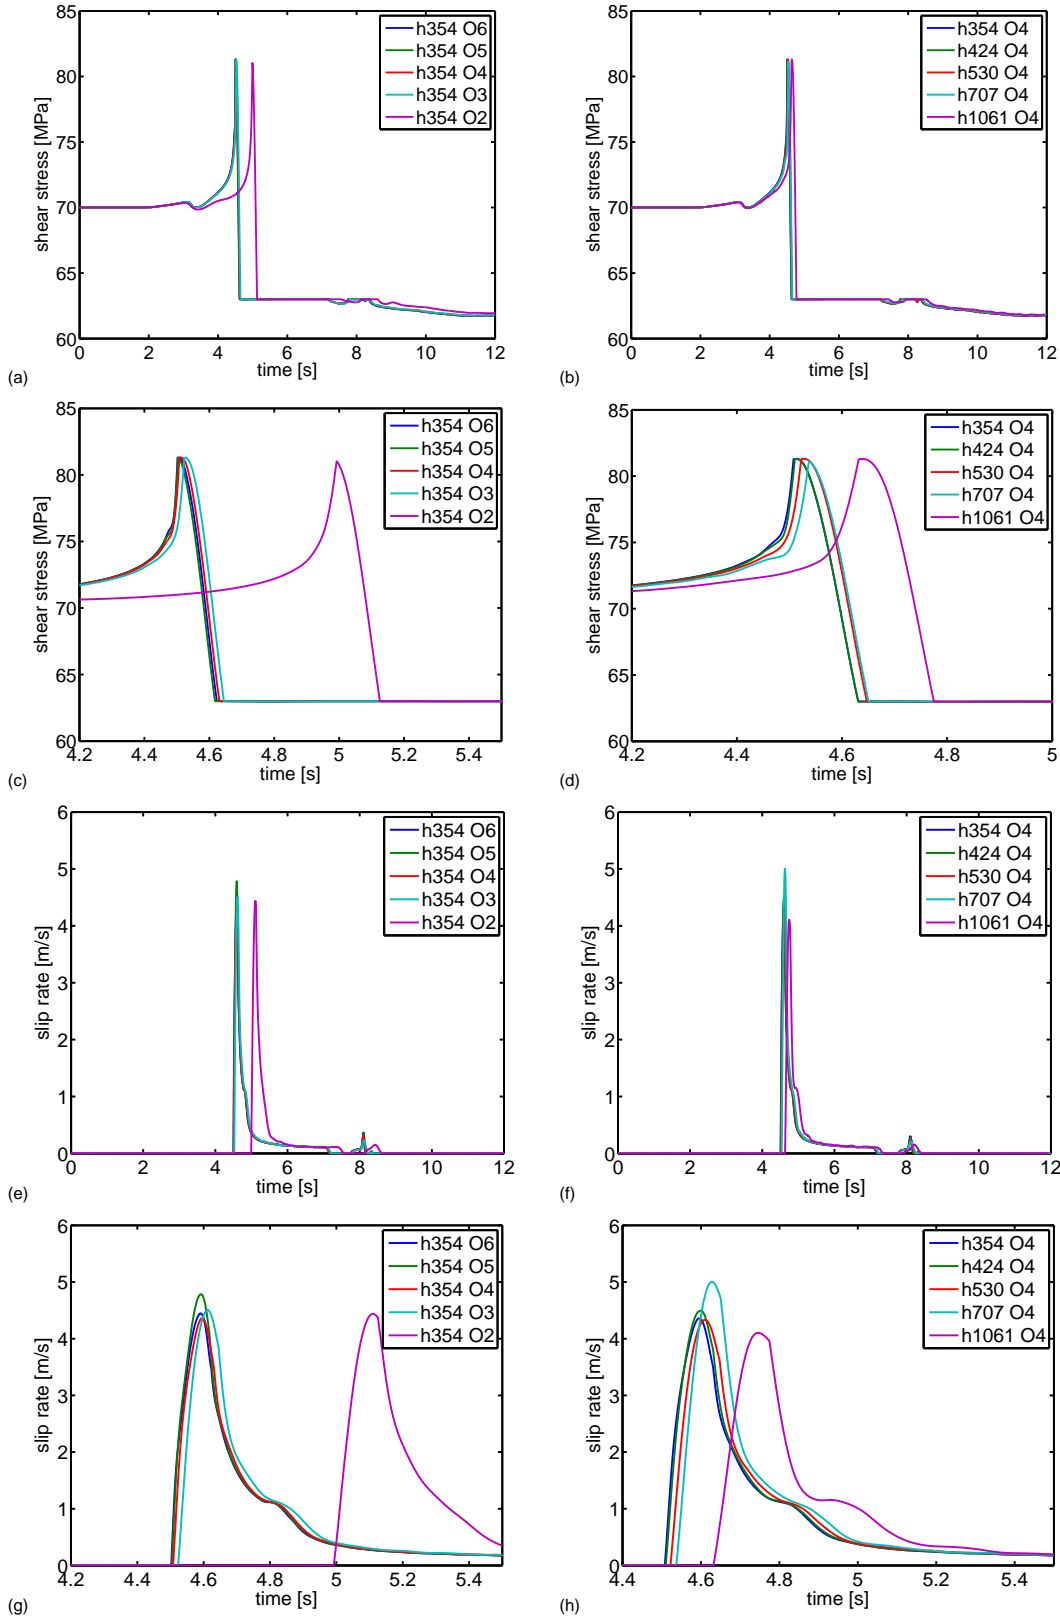 85
80
75
70
65
60
shear stress [MPa]
h354 O6
h354 O5
h354 O4
h354 O3
h354 O2
0 2 4 6 8 10 12
time [s]
(a)
85
80
75
70
65
60
shear stress [MPa]
h354 O4
h424 O4
h530 O4
h707 O4
h1061 O4
0 2 4 6 8 10 12
time [s]
(b)
85
80
75
70
65
60
shear stress [MPa]
h354 O6
h354 O5
h354 O4
h354 O3
h354 O2
4.2 4.4 4.6 4.8 5 5.2 5.4
time [s]
(c)
85
80
75
70
65
60
shear stress [MPa]
h354 O4
h424 O4
h530 O4
h707 O4
h1061 O4
4.2 4.4 4.6 4.8 5
time [s]
(d)
6
5
4
3
2
1
0
slip rate [m/s]
h354 O6
h354 O5
h354 O4
h354 O3
h354 O2
0 2 4 6 8 10 12
time [s]
(e)
6
5
4
3
2
1
0
slip rate [m/s]
h354 O4
h424 O4
h530 O4
h707 O4
h1061 O4
0 2 4 6 8 10 12
time [s]
(f)
6
5
4
3
2
1
0
slip rate [m/s]
h354 O6
h354 O5
h354 O4
h354 O3
h354 O2
4.2 4.4 4.6 4.8 5 5.2 5.4
time [s]
(g)
6
5
4
3
2
1
0
slip rate [m/s]
h354 O4
h424 O4
h530 O4
h707 O4
h1061 O4
4.4 4.6 4.8 5 5.2 5.4
time [s]
(h)